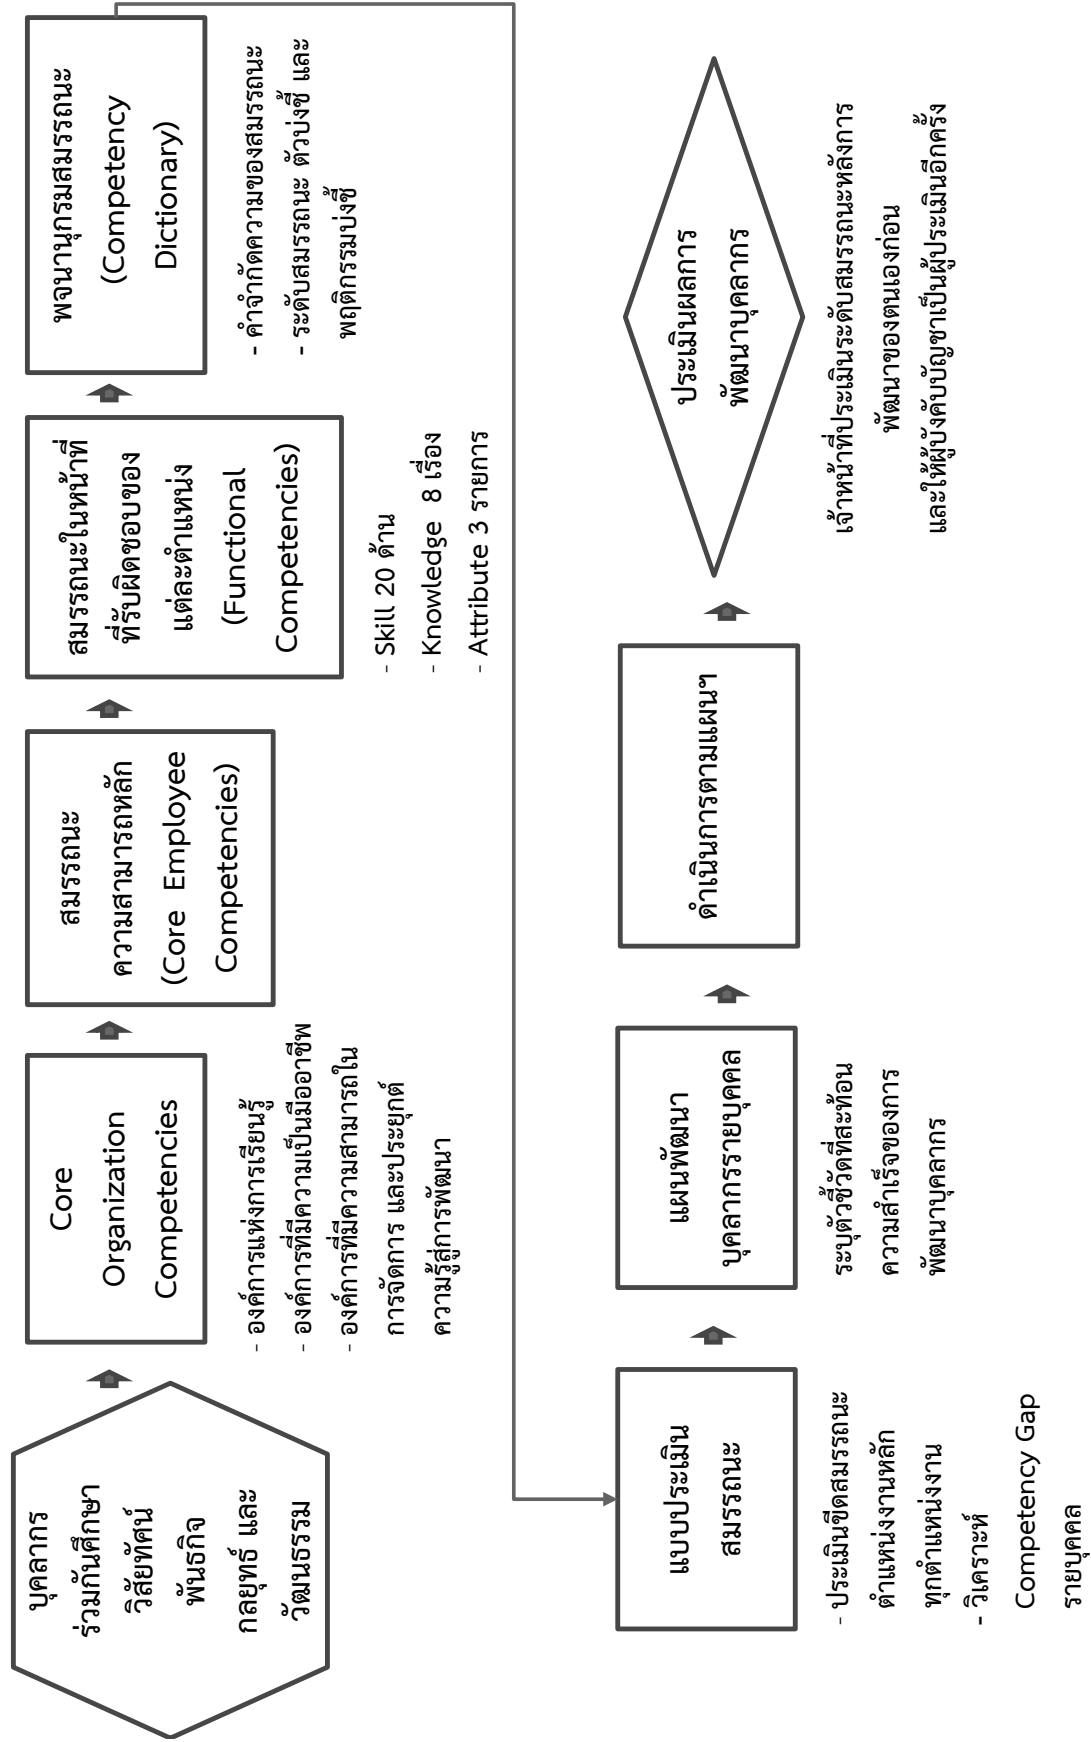 บุคลากร
ร่วมกันศึกษา
วิสัยทัศน์
พันธกิจ
กลยุทธ์ และ
วัฒนธรรม
Core
Organization
Competencies
- องค์การแห่งการเรียนรู้
- องค์การที่มีความเป็นมืออาชีพ
- องค์การที่มีความสามารถใน
การจัดการ และประยุกต์
ความรู้สู่การพัฒนา
สมรรถนะ
ความสามารถหลัก
(Core Employee
Competencies)
สมรรถนะในหน้าที่
ที่รับผิดชอบของ
แต่ละตำแหน่ง
(Functional
Competencies)
- Skill 20 ด้าน
- Knowledge 8 เรื่อง
- Attribute 3 รายการ
พจนานุกรมสมรรถนะ
(Competency
Dictionary)
- คำจำกัดความของสมรรถนะ
- ระดับสมรรถนะ ตัวบ่งชี้ และ
พฤติกรรมบ่งชี้
แบบประเมิน
สมรรถนะ
- ประเมินขีดสมรรถนะ
ตำแหน่งงานหลัก
ทุกตำแหน่งงาน
- วิเคราะห์
Competency Gap
รายบุคคล
แผนพัฒนา
บุคลากรรายบุคคล
ระบุตัวชี้วัดที่สะท้อน
ความสำเร็จของการ
พัฒนาบุคลากร
ดำเนินการตามแผนฯ
ประเมินผลการ
พัฒนาบุคลากร
เจ้าหน้าที่ประเมินระดับสมรรถนะหลังการ
พัฒนาของตนเองก่อน
และให้ผู้บังคับบัญชาเป็นผู้ประเมินอีกครั้ง